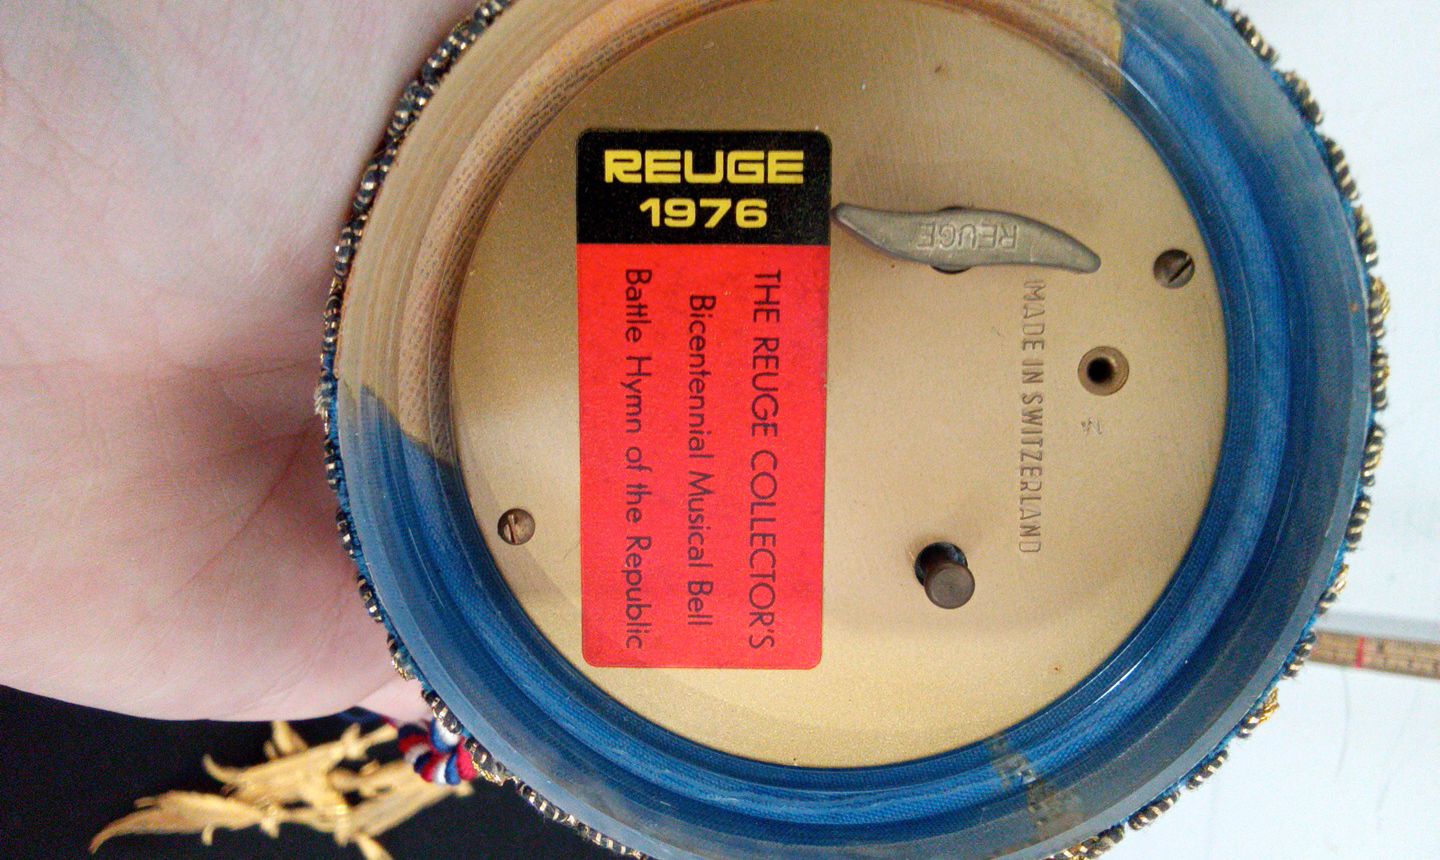 REUGE
1976
THE REUGE COLLECTOR'S
Bicentennial Musical Bell
Battle Hymn of the Republic
REUGE
MADE IN SWITZERLAND